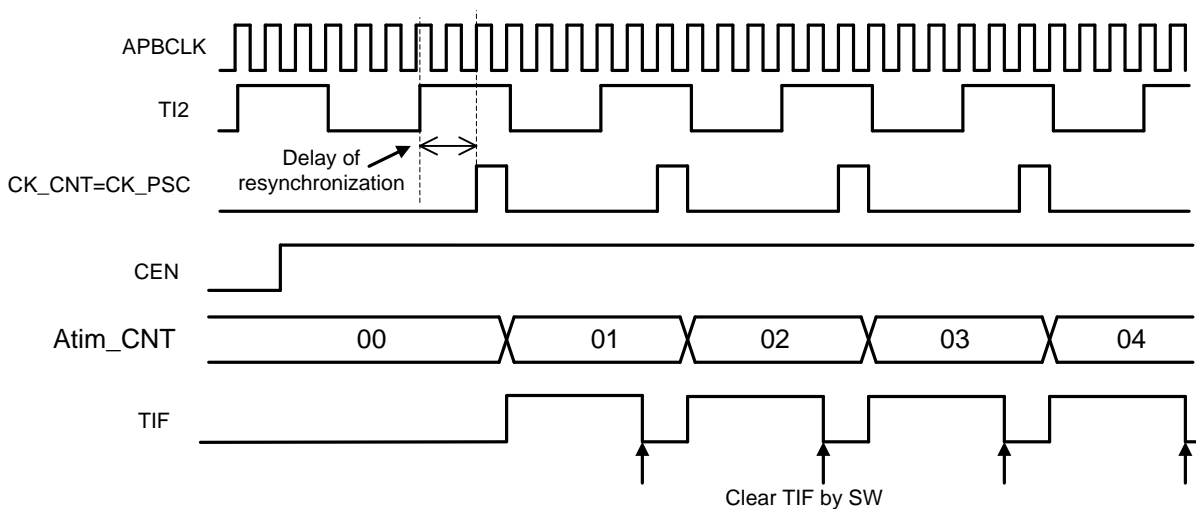 APBCLK
TI2
Delay of
resynchronization
CK_CNT=CK_PSC
CEN
Atim_CNT
00
01
02
03
04
TIF
Clear TIF by SW